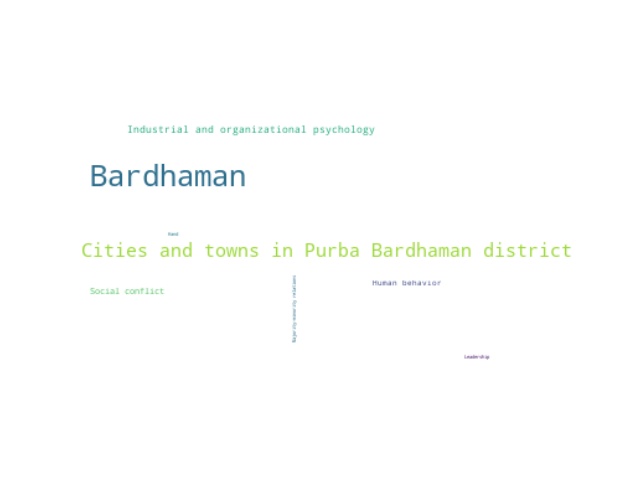 Industrial and organizational psychology
Bardhaman
Cities and towns in Purba Bardhaman district
Social conflict
Human behavior
Majority–minority relations
Leadership